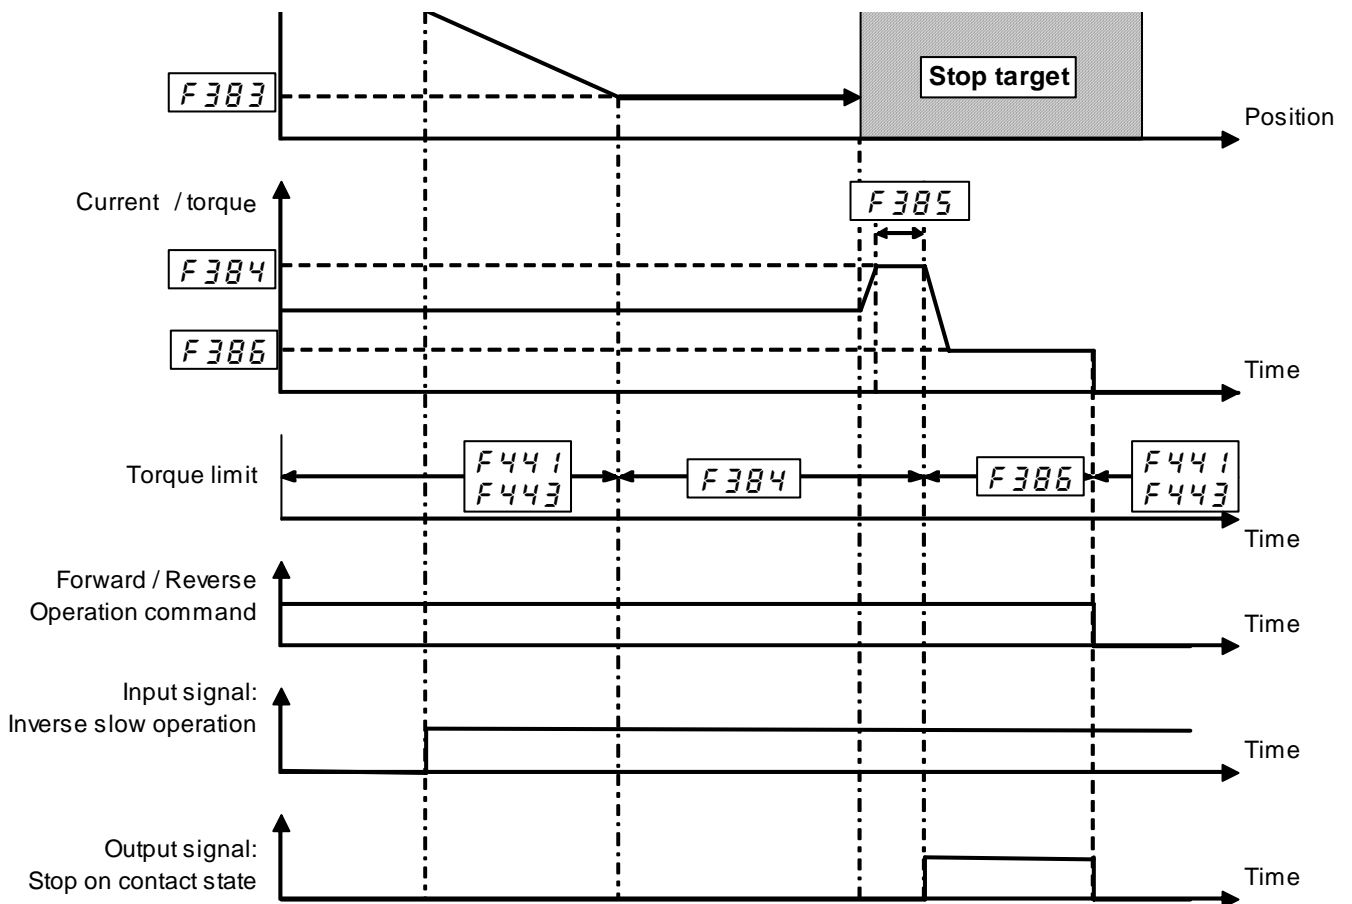 Stop target
F383
Position
Current / torque
F385
F384
F386
Time
Torque limit
F441
F443
F384
F386
F441
F443
Time
Forward / Reverse
Operation command
Time
Input signal:
Inverse slow operation
Time
Output signal:
Stop on contact state
Time